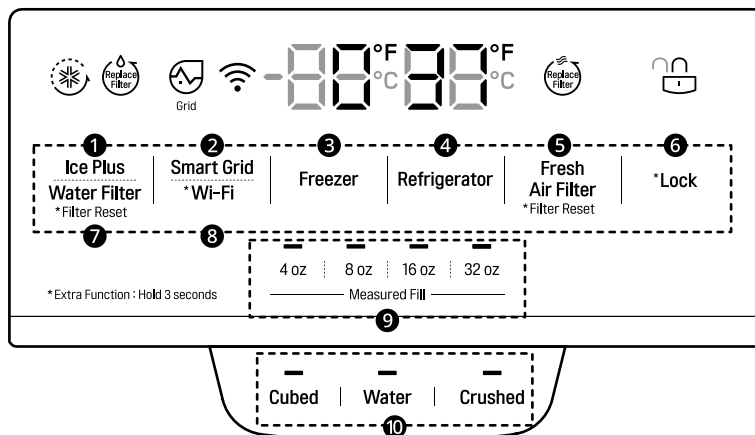 Replace
Filter
Grid
0 °F °C 37 °F °C
Replace
Filter
1 2 3 4 5 6
Ice Plus Smart Grid Freezer Refrigerator Fresh *Lock
Water Filter *Wi-Fi Air Filter
*Filter Reset *Filter Reset
7 8
4 oz 8 oz 16 oz 32 oz
*Extra Function : Hold 3 seconds Measured Fill
9
Cubed Water Crushed
10